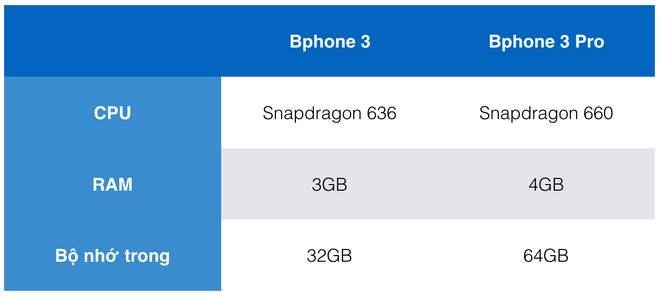 Bphone 3 Bphone 3 Pro
CPU Snapdragon 636 Snapdragon 660
RAM 3GB 4GB
Bộ nhớ trong 32GB 64GB